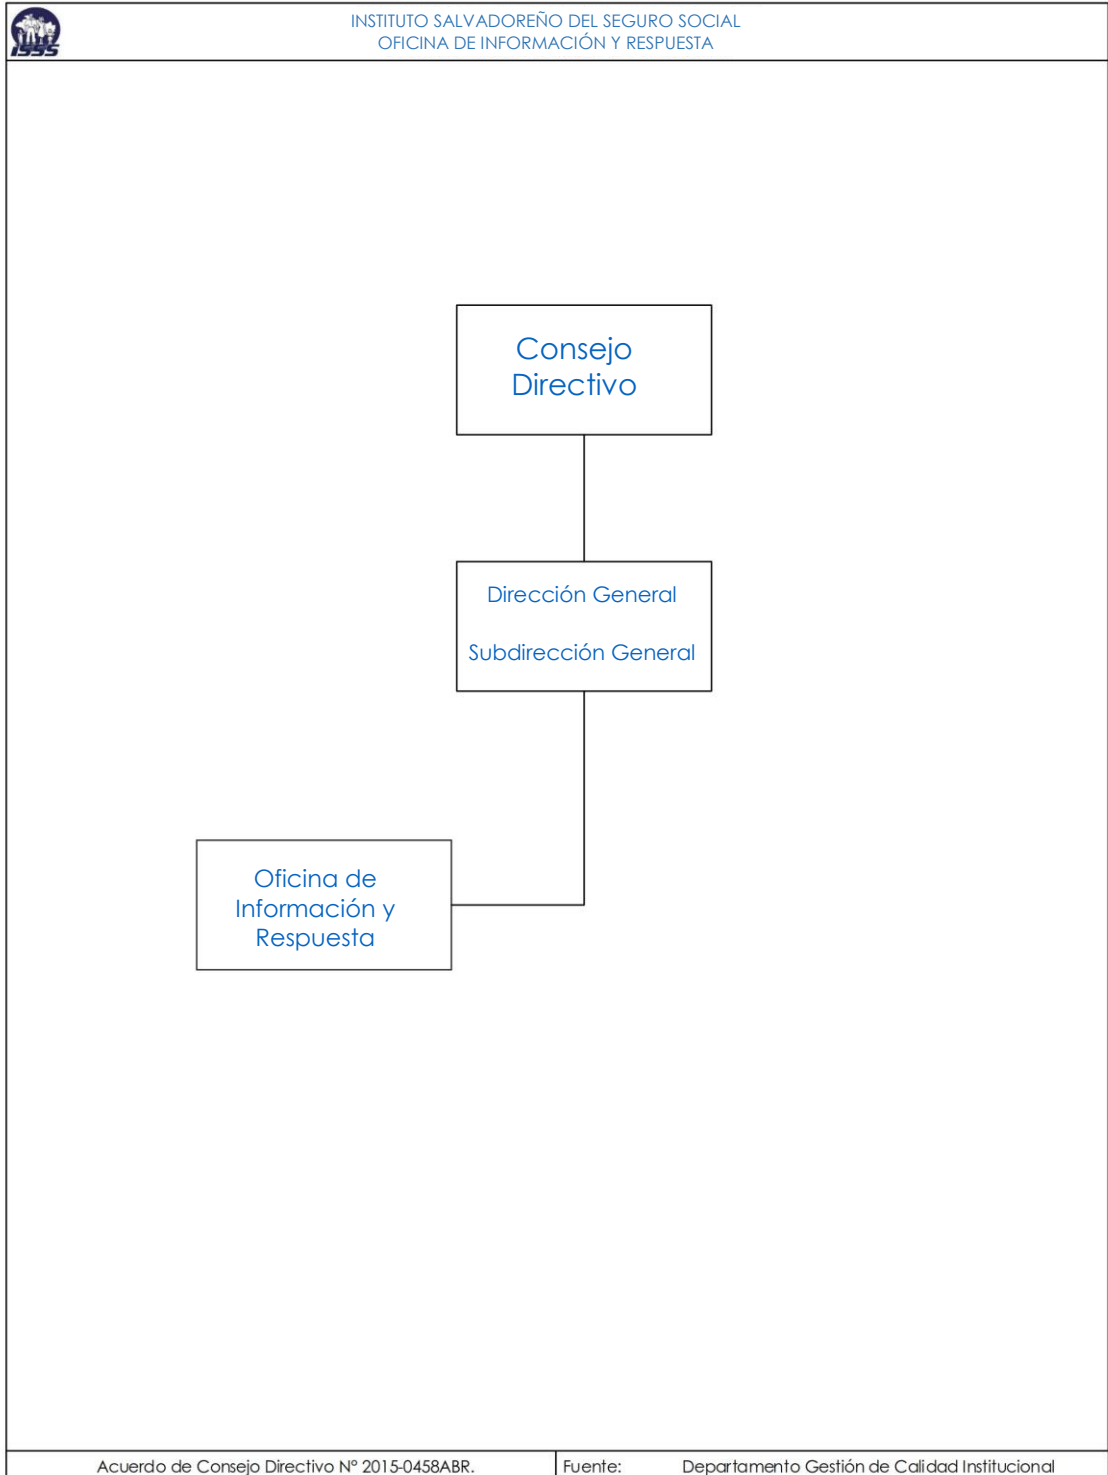 ISSS
INSTITUTO SALVADOREÑO DEL SEGURO SOCIAL
OFICINA DE INFORMACIÓN Y RESPUESTA
Consejo
Directivo
Dirección General
Subdirección General
Oficina de
Información y
Respuesta
Acuerdo de Consejo Directivo N° 2015-0458ABR.
Fuente: Departamento Gestión de Calidad Institucional